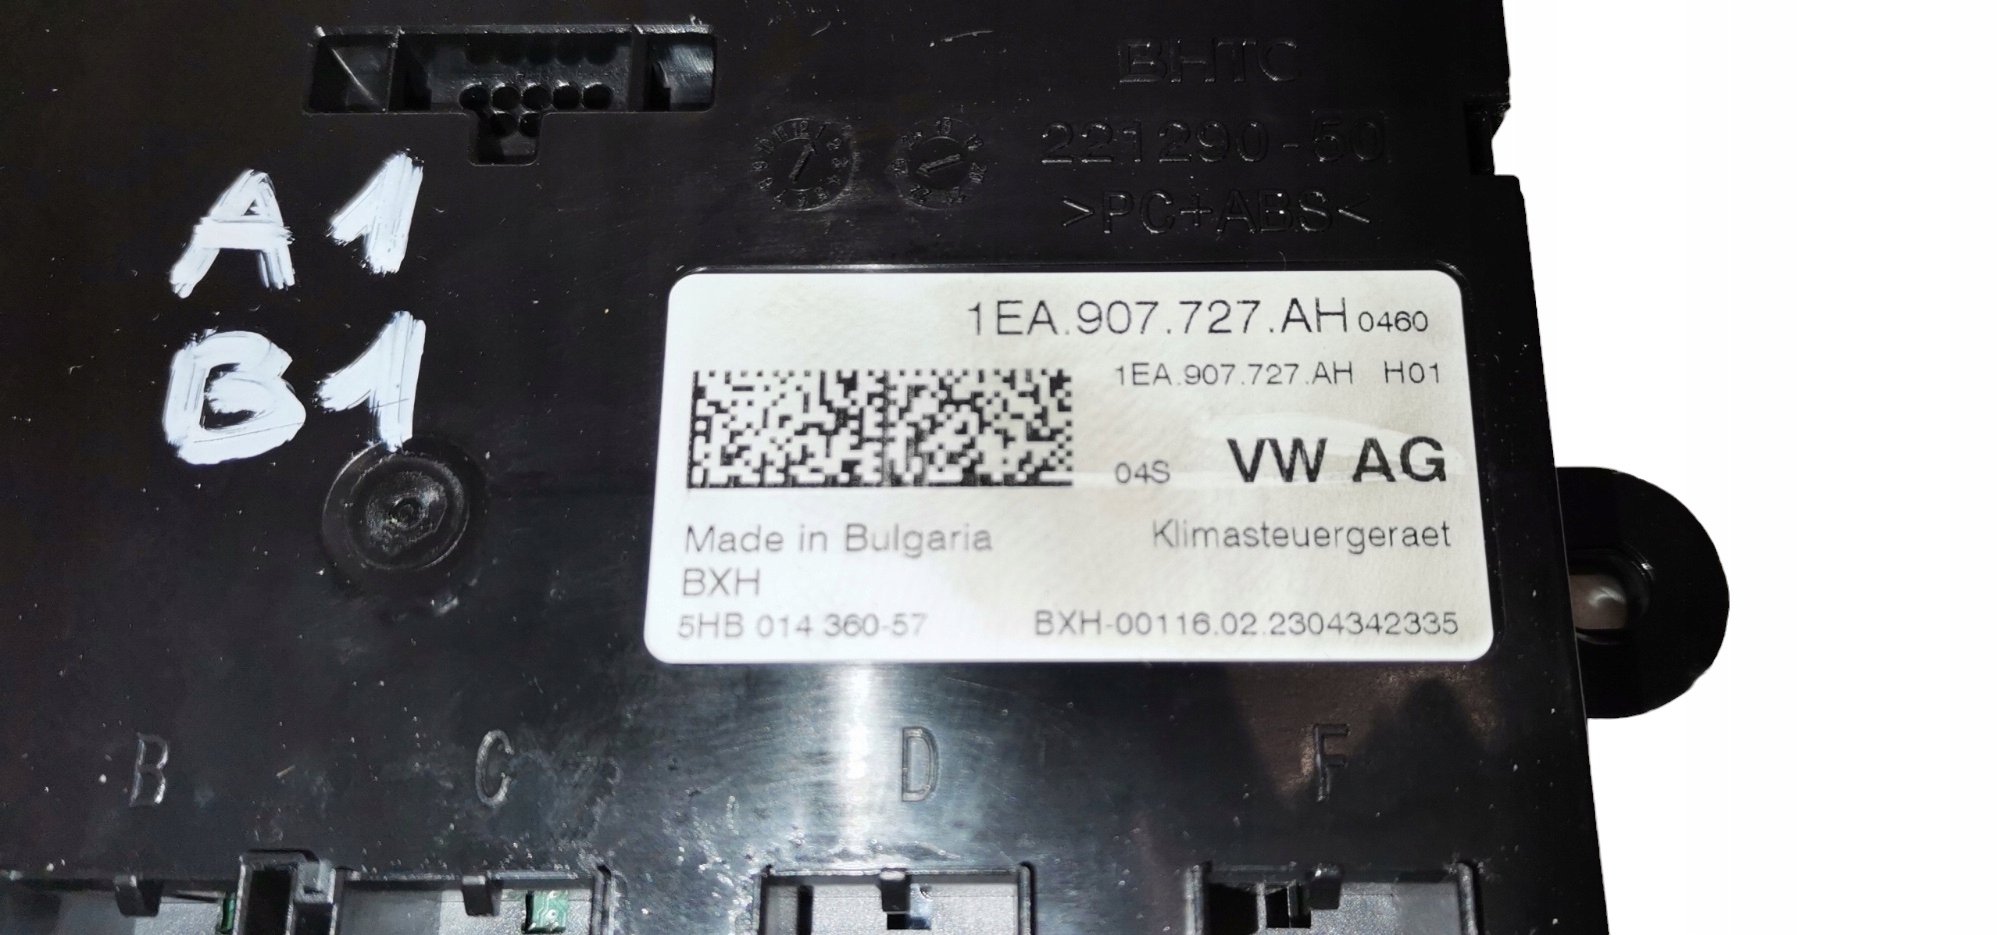 BHTC
221290-50
>PC+ABS<
A1
B1
1EA.907.727.AH 0460
1EA.907.727.AH H01
04S VW AG
Made in Bulgaria Klimasteuergeraet
BXH
5HB 014 360-57 BXH-00116.02.2304342335
B C D F